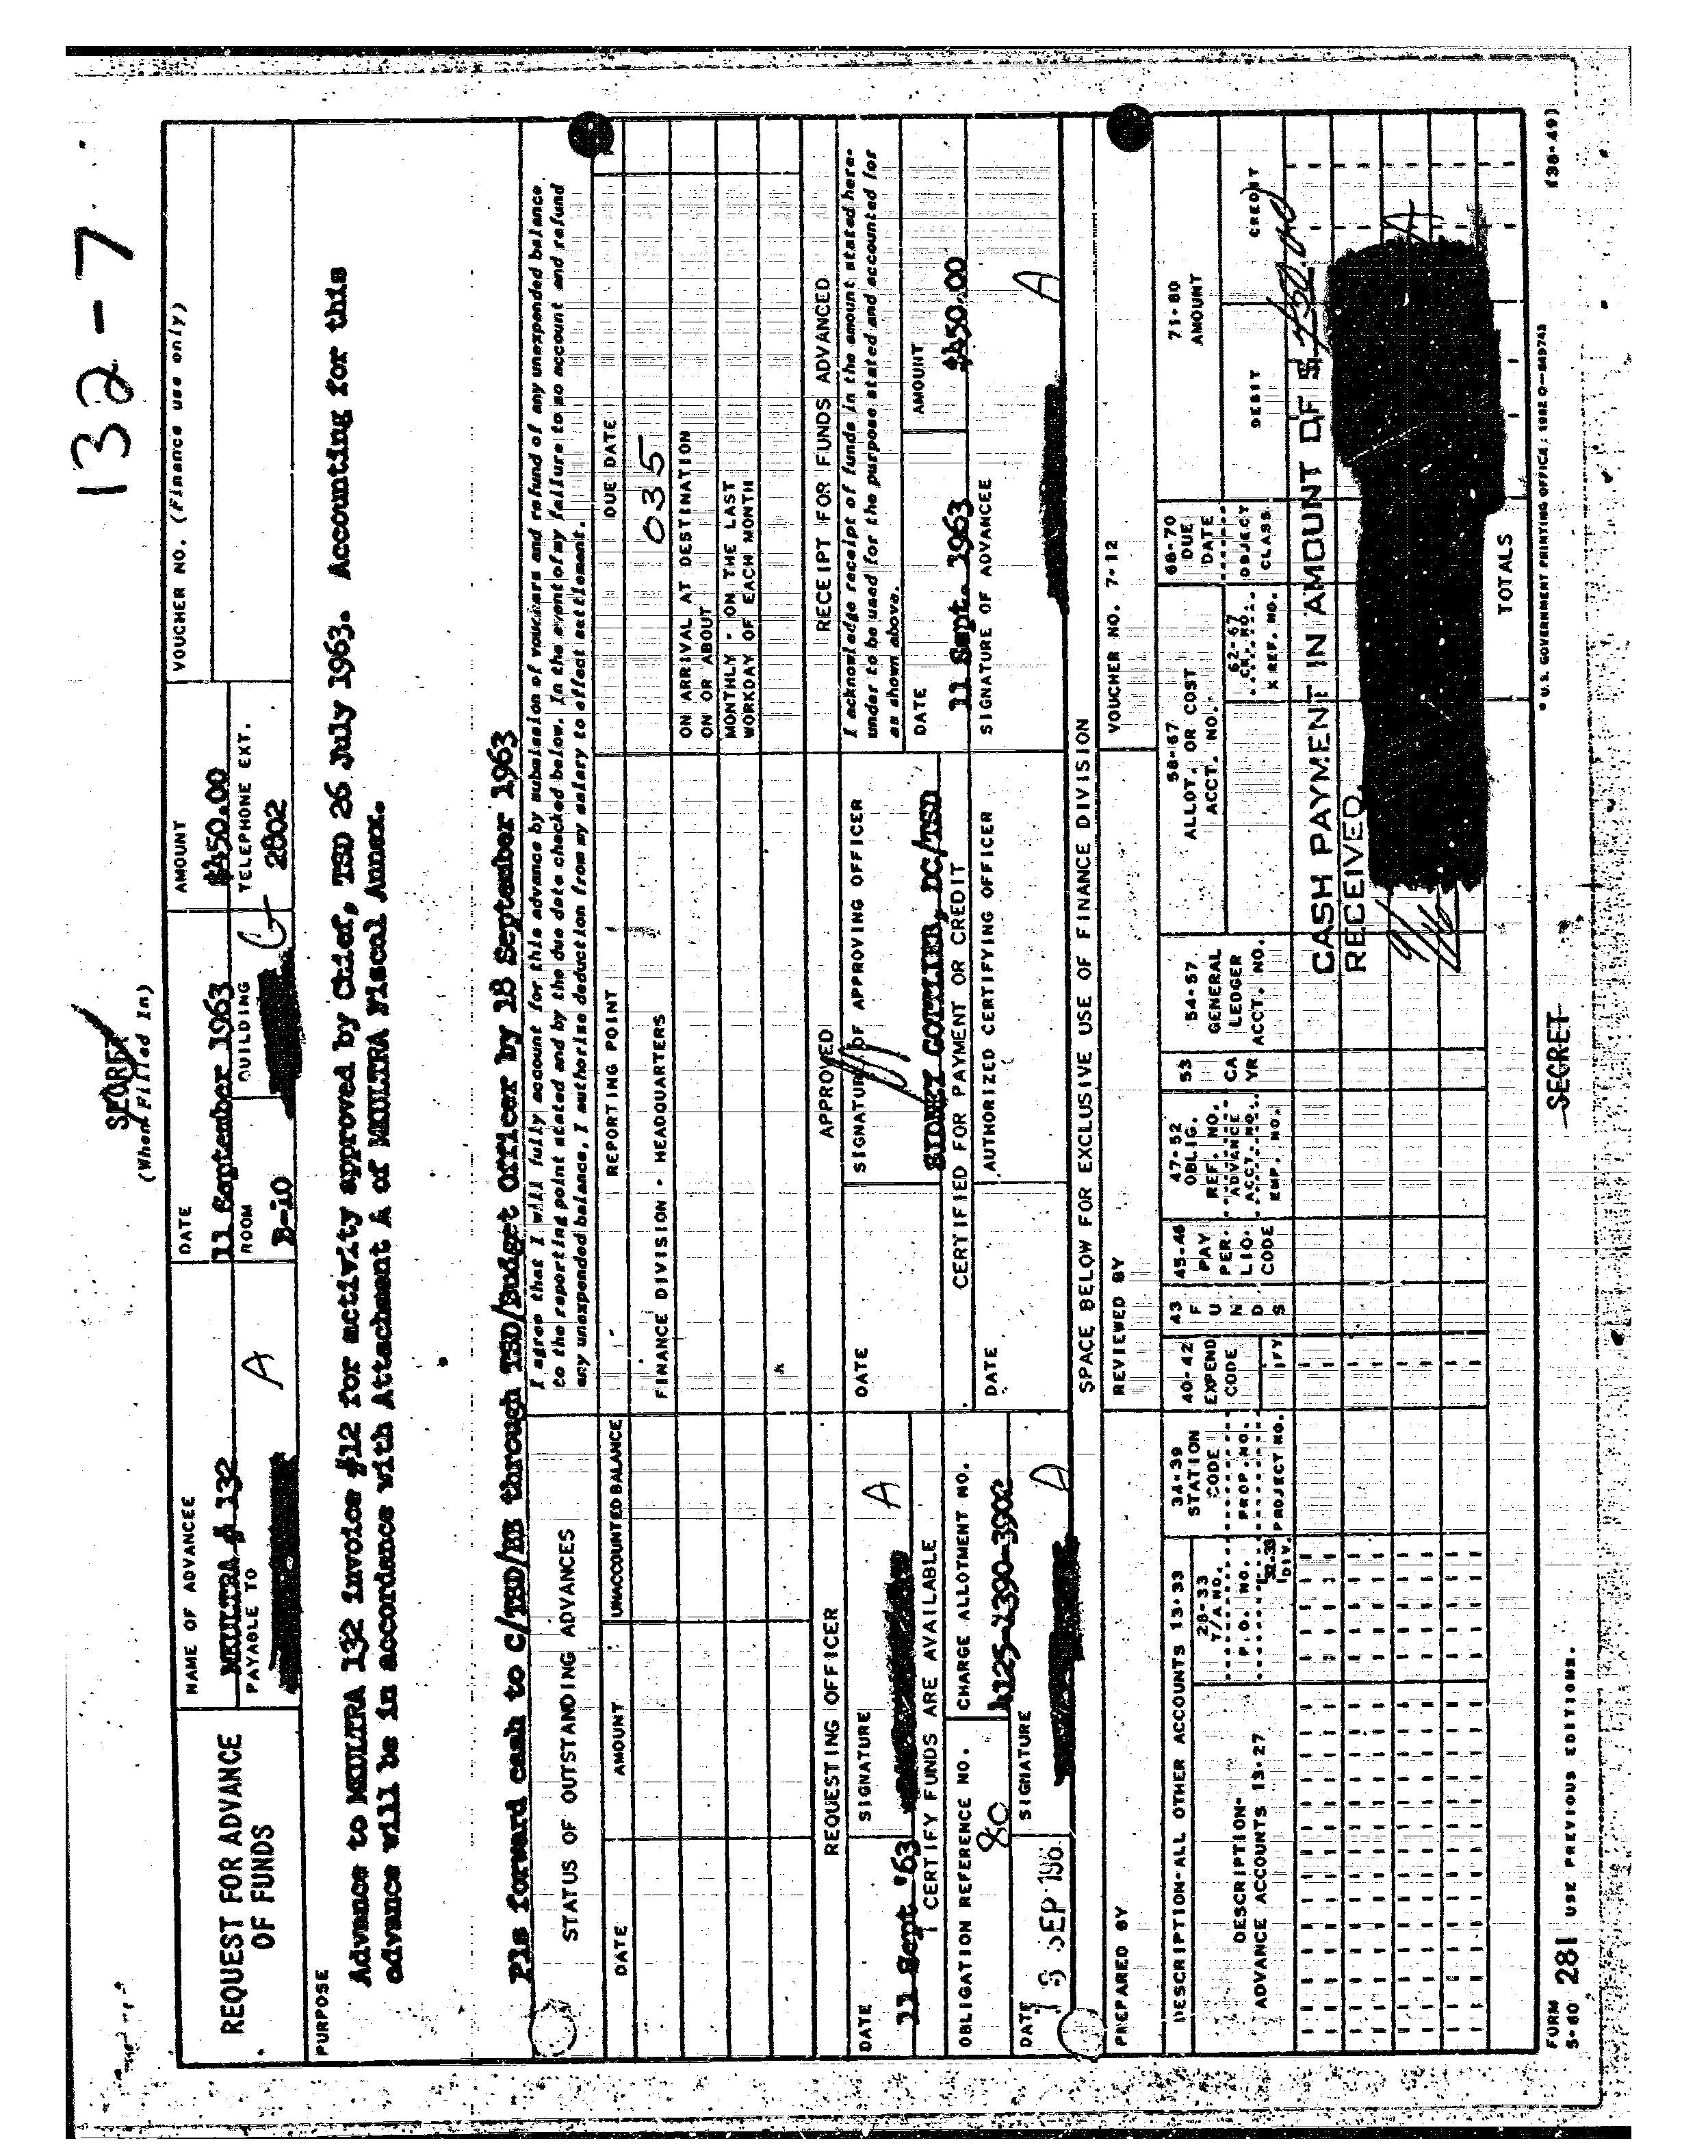 132-7
SECRET
(When Filled In)
REQUEST FOR ADVANCE
OF FUNDS
NAME OF ADVANCEE
MKULTRA # 132
PAYABLE TO
A
DATE
11 September 1963
ROOM
B-10
BUILDING
AMOUNT
$450.00
TELEPHONE EXT.
2802
VOUCHER NO. (Finance use only)
PURPOSE
Advance to MKULTRA 132 invoice #12 for activity approved by Chief, TSD 26 July 1963. Accounting for this
advance will be in accordance with Attachment A of MKULTRA Fiscal Annex.
Pls forward cash to C/TSD/BB through TSD/Budget Officer by 18 September 1963
STATUS OF OUTSTANDING ADVANCES
I agree that I will fully account for this advance by submission of vouchers and refund of any unexpended balance
to the reporting point stated and by the due date checked below. In the event of my failure to so account and refund
any unexpended balance, I authorize deduction from my salary to effect settlement.
DATE
AMOUNT
UNACCOUNTED BALANCE
REPORTING POINT
DUE DATE
FINANCE DIVISION - HEADQUARTERS
035
ON ARRIVAL AT DESTINATION
ON OR ABOUT
MONTHLY - ON THE LAST
WORKDAY OF EACH MONTH
REQUESTING OFFICER
APPROVED
RECEIPT FOR FUNDS ADVANCED
DATE
11 Sept '63
SIGNATURE
A
DATE
SIGNATURE OF APPROVING OFFICER
SIDNEY GOTTLIEB, DC/TSD
I acknowledge receipt of funds in the amount stated here-
under to be used for the purpose stated and accounted for
as shown above.
I CERTIFY FUNDS ARE AVAILABLE
CERTIFIED FOR PAYMENT OR CREDIT
DATE
11 Sept. 1963
AMOUNT
$450.00
OBLIGATION REFERENCE NO.
80
CHARGE ALLOTMENT NO.
4125-1390-3902
DATE
AUTHORIZED CERTIFYING OFFICER
SIGNATURE OF ADVANCEE
A
DATE
13 SEP 196
SIGNATURE
A
SPACE BELOW FOR EXCLUSIVE USE OF FINANCE DIVISION
PREPARED BY
REVIEWED BY
VOUCHER NO. 7-12
DESCRIPTION-ALL OTHER ACCOUNTS 13-33
DESCRIPTION-
ADVANCE ACCOUNTS 13-27
28-33
T/A NO.
P.O. NO.
32-33
DIV.
34-39
STATION
CODE
PROP. NO.
PROJECT NO.
40-42
EXPEND
CODE
FY
43
F
U
N
D
S
45-46
PAY
PER-
LIQ.
CODE
47-52
OBLIG.
REF. NO.
ADVANCE
ACCT. NO.
EMP. NO.
53
CA
YR
54-57
GENERAL
LEDGER
ACCT. NO.
58-67
ALLOT. OR COST
ACCT. NO.
62-67
CK. NO.
X REF. NO.
68-70
DUE
DATE
OBJECT
CLASS
71-80
AMOUNT
DEBIT
CREDIT
CASH PAYMENT IN AMOUNT OF $
RECEIVED.
9/16
A
TOTALS
FORM
5-60 281 USE PREVIOUS EDITIONS.
SECRET
* U.S. GOVERNMENT PRINTING OFFICE: 1962 O—649743
(38-49)